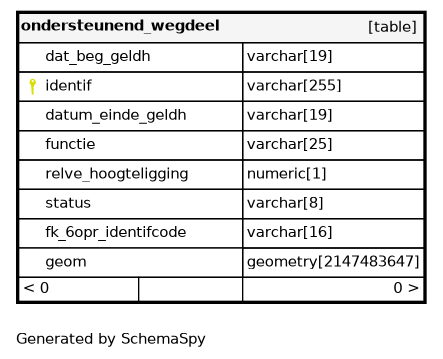 ondersteunend_wegdeel [table]
dat_beg_geldh varchar[19]
identif varchar[255]
datum_einde_geldh varchar[19]
functie varchar[25]
relve_hoogteligging numeric[1]
status varchar[8]
fk_6opr_identifcode varchar[16]
geom geometry[2147483647]
< 0 0 >
Generated by SchemaSpy